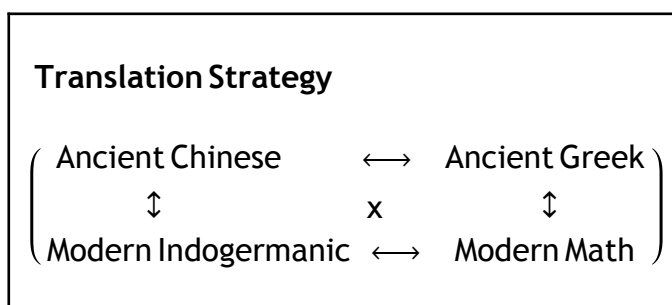 Translation Strategy
Ancient Chinese ⟷ Ancient Greek
↕ x ↕
Modern Indogermanic ⟷ Modern Math